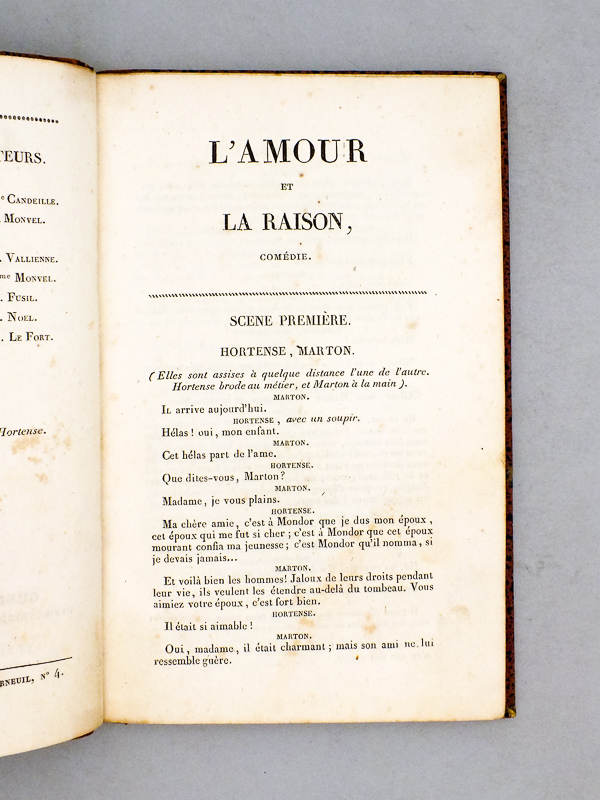 TEURS.
e CANDEILLE.
MONVEL.
. VALLIENNE.
me MONVEL.
. FUSIL.
. NOEL.
. LE FORT.
Hortense.
RNEUIL, N° 4.
L'AMOUR
ET
LA RAISON,
COMÉDIE.
SCENE PREMIÈRE.
HORTENSE, MARTON.
(Elles sont assises à quelque distance l'une de l'autre.
Hortense brode au métier, et Marton à la main).
MARTON.
IL arrive aujourd'hui.
HORTENSE, avec un soupir.
Hélas! oui, mon enfant.
MARTON.
Cet hélas part de l'ame.
HORTENSE.
Que dites-vous, Marton?
MARTON.
Madame, je vous plains.
HORTENSE.
Ma chère amie, c'est à Mondor que je dus mon époux,
cet époux qui me fut si cher; c'est à Mondor que cet époux
mourant confia ma jeunesse; c'est Mondor qu'il nomma, si
je devais jamais...
MARTON.
Et voilà bien les hommes! Jaloux de leurs droits pendant
leur vie, ils veulent les étendre au-delà du tombeau. Vous
aimiez votre époux, c'est fort bien.
HORTENSE.
Il était si aimable!
MARTON.
Oui, madame, il était charmant; mais son ami ne lui
ressemble guère.